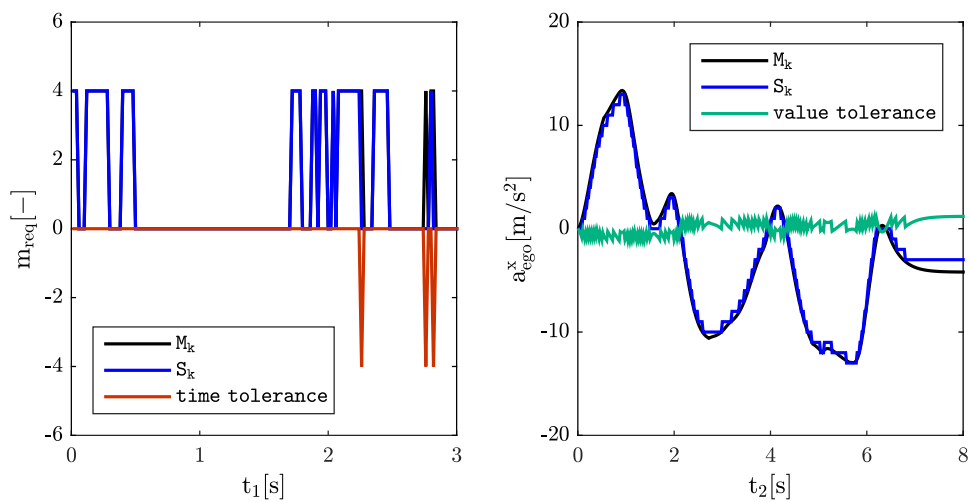 6
4
2
0
-2
-4
-6
0
1
2
3
m_req[—]
t_1[s]
M_k
S_k
time tolerance
20
10
0
-10
-20
0
2
4
6
8
a^x_ego[m/s^2]
t_2[s]
M_k
S_k
value tolerance